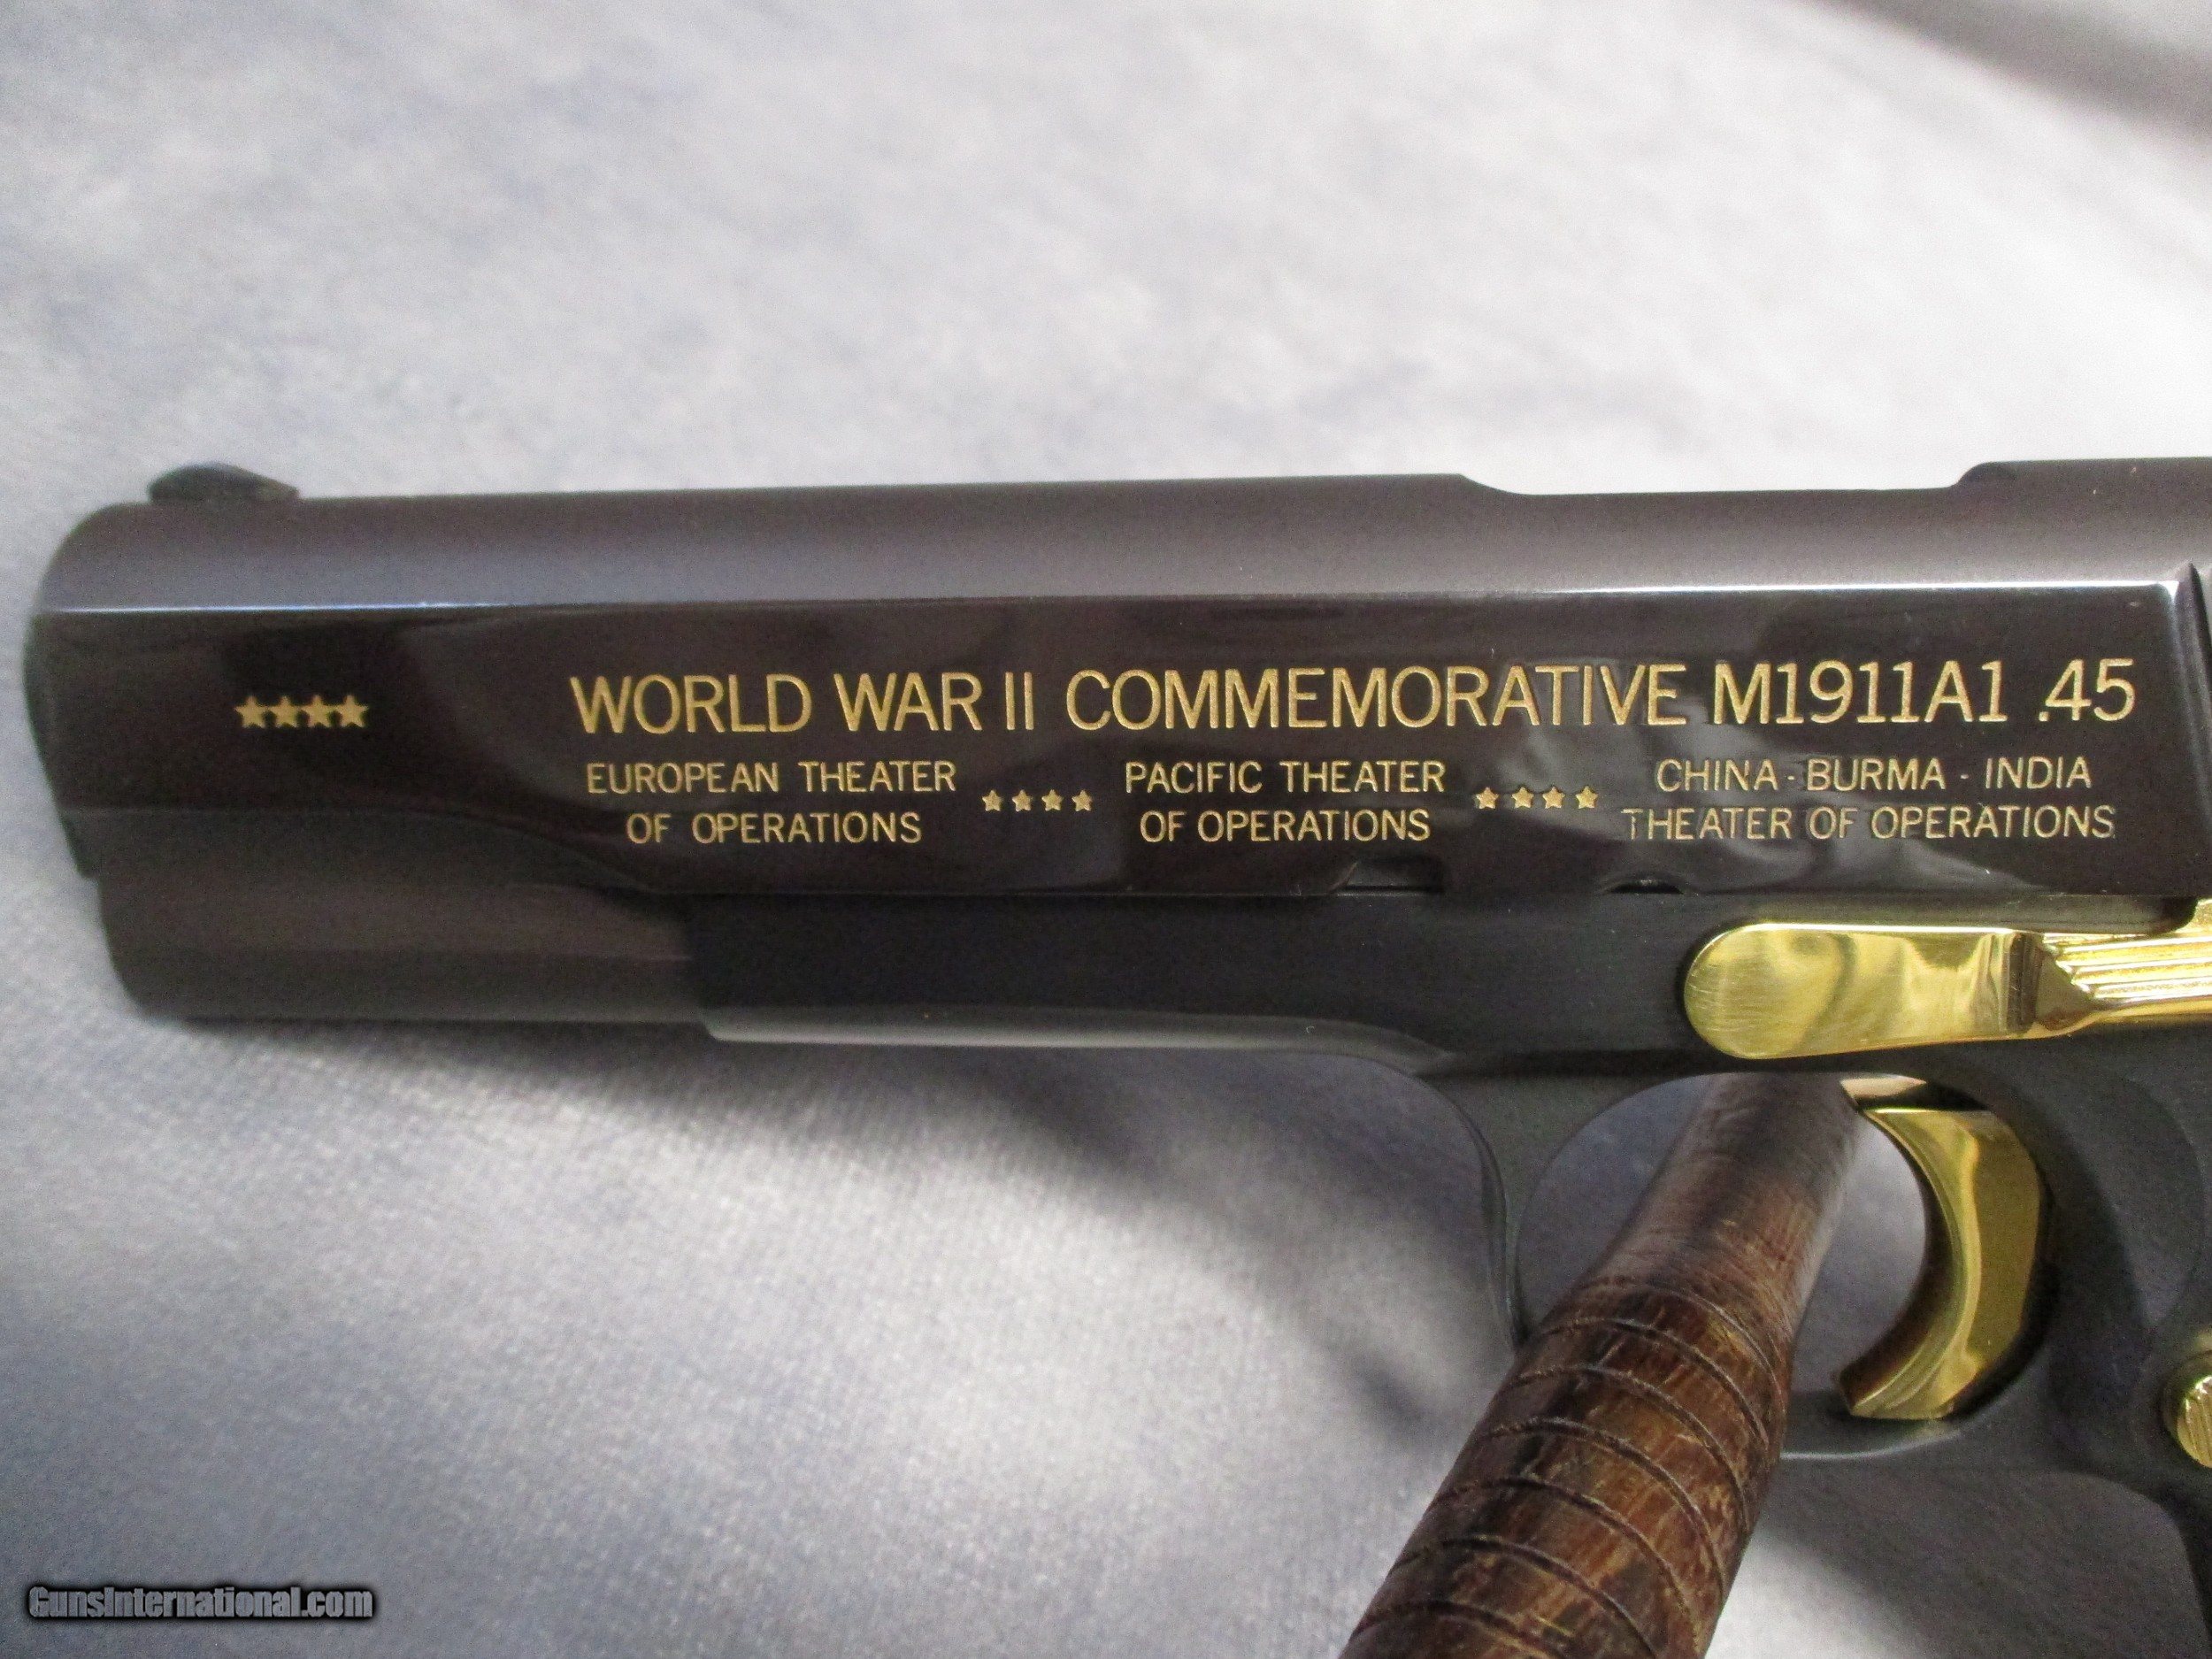 ★★★★ WORLD WAR II COMMEMORATIVE M1911A1 .45
EUROPEAN THEATER
OF OPERATIONS
★★★★
PACIFIC THEATER
OF OPERATIONS
★★★★
CHINA - BURMA - INDIA
THEATER OF OPERATIONS
GunsInternational.com